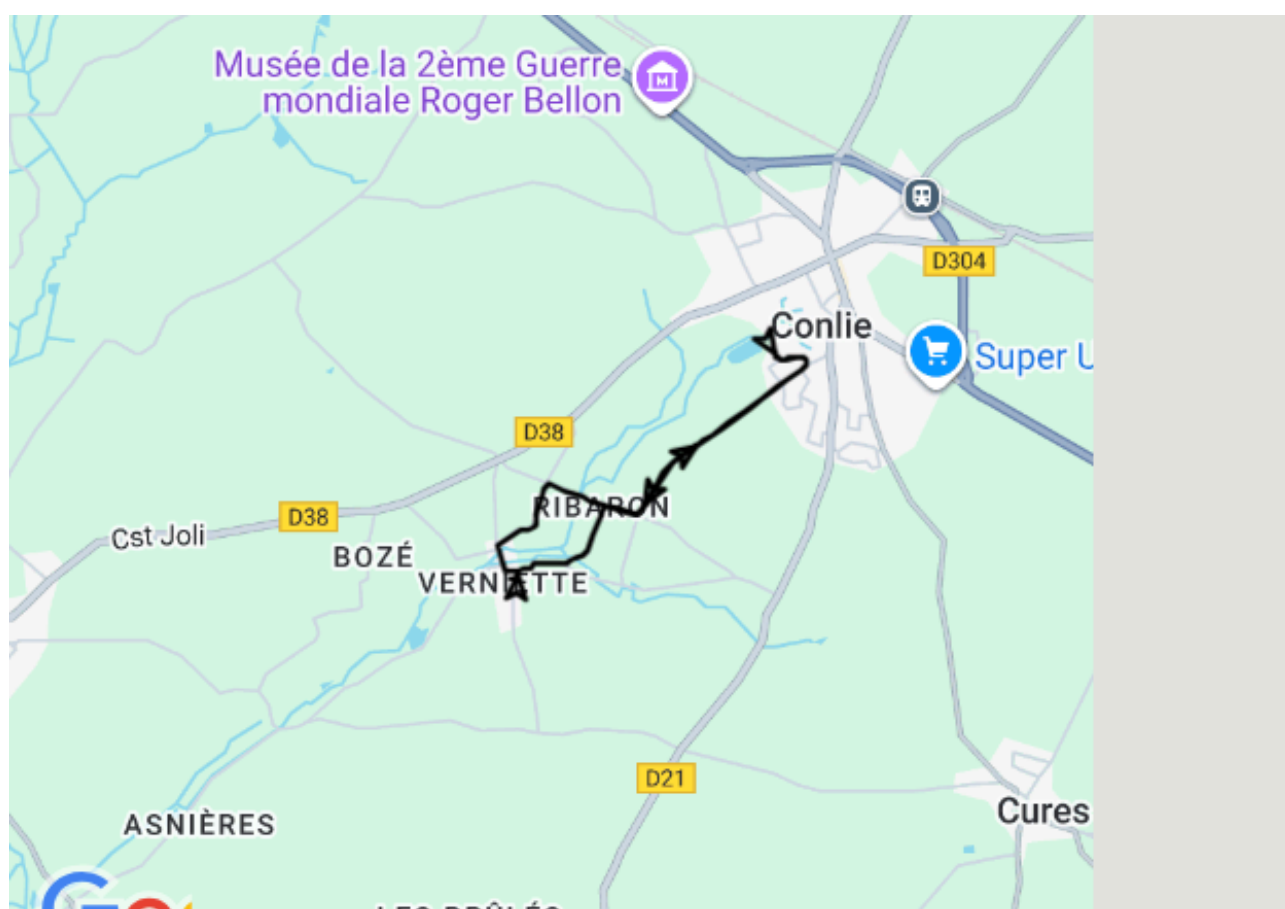 Musée de la 2ème Guerre
mondiale Roger Bellon
D304
Conlie
Super U
D38
RIBARON
D38
Cst Joli
BOZÉ
VERNIETTE
D21
Cures
ASNIÈRES